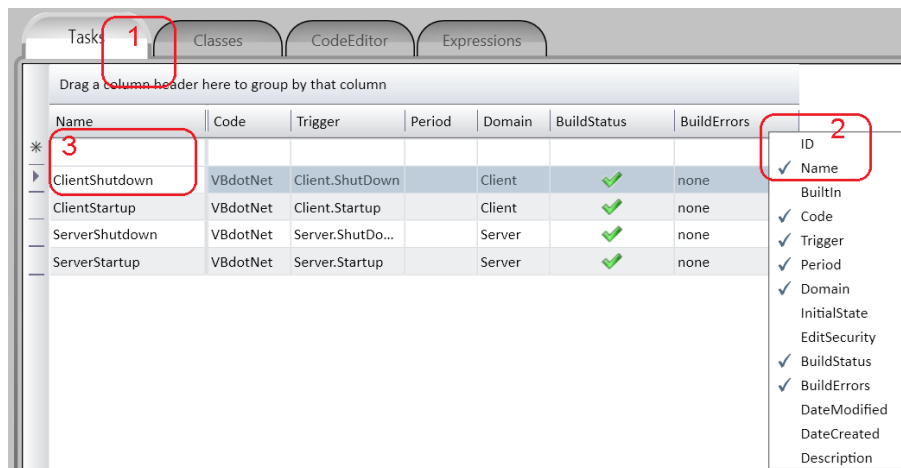 Tasks 1 Classes CodeEditor Expressions
Drag a column header here to group by that column
Name Code Trigger Period Domain BuildStatus BuildErrors
2
3
ClientShutdown VBdotNet Client.ShutDown Client none
ClientStartup VBdotNet Client.Startup Client none
ServerShutdown VBdotNet Server.ShutDo... Server none
ServerStartup VBdotNet Server.Startup Server none
ID
Name
BuiltIn
Code
Trigger
Period
Domain
InitialState
EditSecurity
BuildStatus
BuildErrors
DateModified
DateCreated
Description